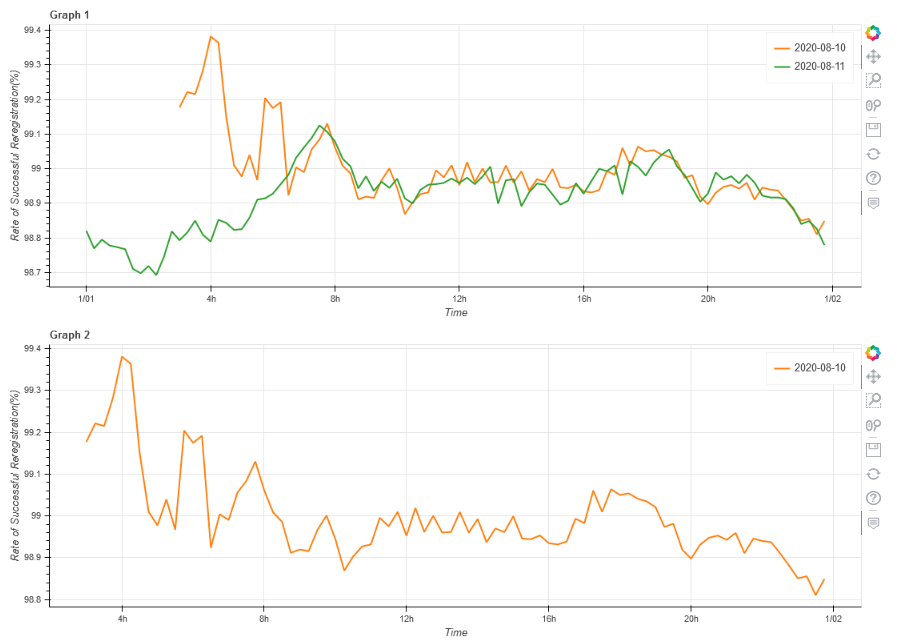 Graph 1
99.4
99.3
99.2
99.1
99
98.9
98.8
98.7
Rate of Successful Reregistration(%)
2020-08-10
2020-08-11
1/01
4h
8h
12h
16h
20h
1/02
Time
Graph 2
99.4
99.3
99.2
99.1
99
98.9
98.8
Rate of Successful Reregistration(%)
2020-08-10
4h
8h
12h
16h
20h
1/02
Time